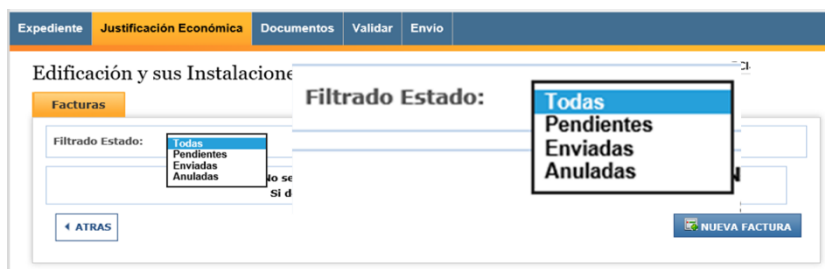 Expediente Justificación Económica Documentos Validar Envio
Edificación y sus Instalacione
Facturas
Filtrado Estado:
Todas
Pendientes
Enviadas
Anuladas
Filtrado Estado:
Todas
Pendientes
Enviadas
Anuladas
No se
Si d
ATRAS
NUEVA FACTURA